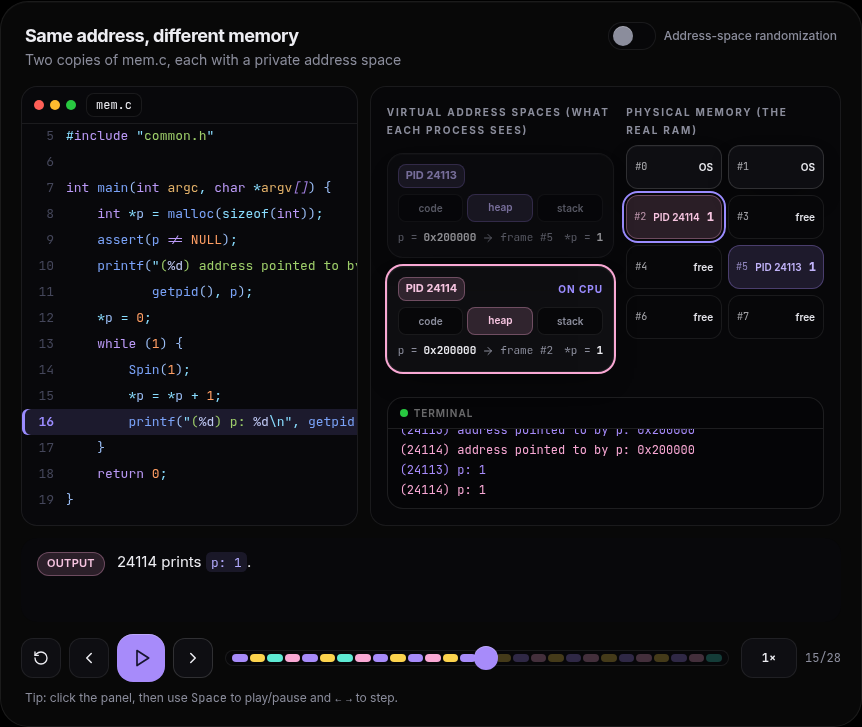 Same address, different memory
Address-space randomization
Two copies of mem.c, each with a private address space
mem.c
5 #include "common.h"
6
7 int main(int argc, char *argv[]) {
8 int *p = malloc(sizeof(int));
9 assert(p ≠ NULL);
10 printf("(%d) address pointed to by
11 getpid(), p);
12 *p = 0;
13 while (1) {
14 Spin(1);
15 *p = *p + 1;
16 printf("(%d) p: %d\n", getpid
17 }
18 return 0;
19 }
VIRTUAL ADDRESS SPACES (WHAT
EACH PROCESS SEES)
PID 24113
code heap stack
p = 0x200000 → frame #5 *p = 1
PID 24114 ON CPU
code heap stack
p = 0x200000 → frame #2 *p = 1
PHYSICAL MEMORY (THE
REAL RAM)
#0 OS #1 OS
#2 PID 24114 1 #3 free
#4 free #5 PID 24113 1
#6 free #7 free
TERMINAL
(24113) address pointed to by p: 0x200000
(24114) address pointed to by p: 0x200000
(24113) p: 1
(24114) p: 1
OUTPUT 24114 prints p: 1.
1× 15/28
Tip: click the panel, then use Space to play/pause and ←→ to step.